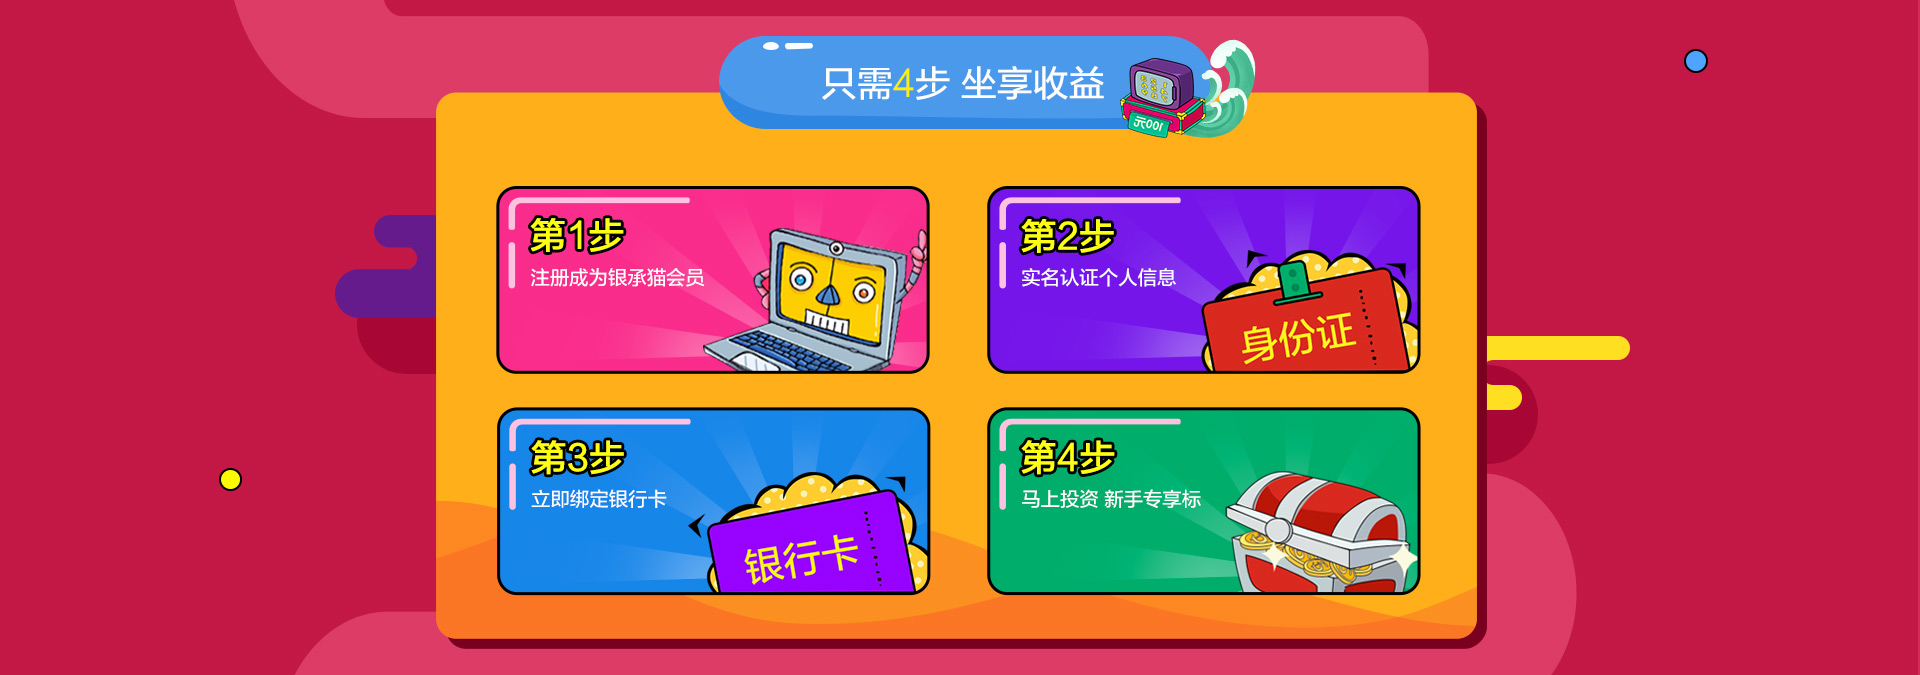 只需4步 坐享收益
100元
第1步
注册成为银承猫会员
第2步
实名认证个人信息
身份证
第3步
立即绑定银行卡
银行卡
第4步
马上投资 新手专享标